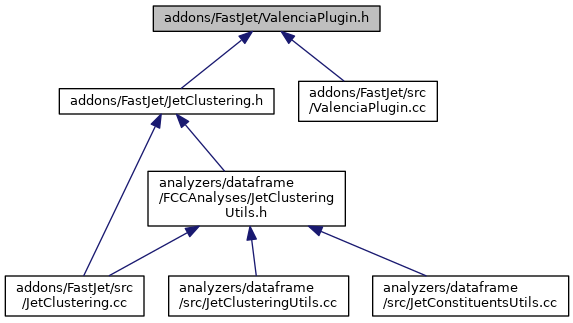 addons/FastJet/ValenciaPlugin.h
addons/FastJet/JetClustering.h
addons/FastJet/src
/ValenciaPlugin.cc
analyzers/dataframe
/FCCAnalyses/JetClustering
Utils.h
addons/FastJet/src
/JetClustering.cc
analyzers/dataframe
/src/JetClusteringUtils.cc
analyzers/dataframe
/src/JetConstituentsUtils.cc